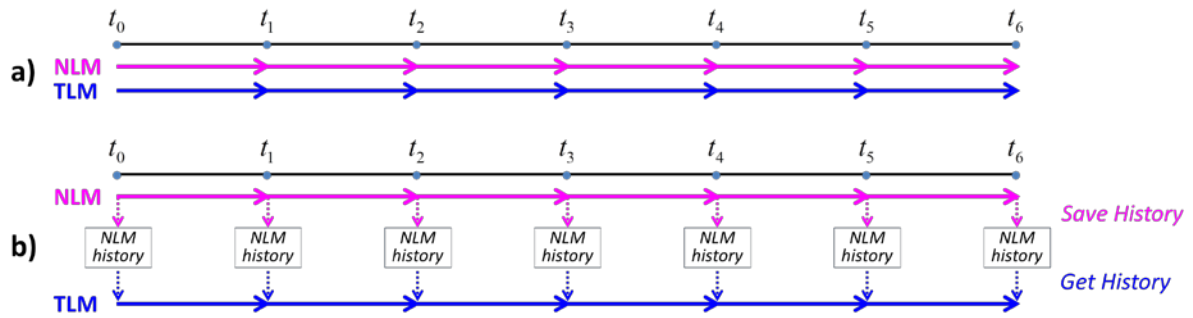 t₀ t₁ t₂ t₃ t₄ t₅ t₆
a) NLM
TLM
t₀ t₁ t₂ t₃ t₄ t₅ t₆
NLM
Save History
b) NLM history NLM history NLM history NLM history NLM history NLM history NLM history
Get History
TLM